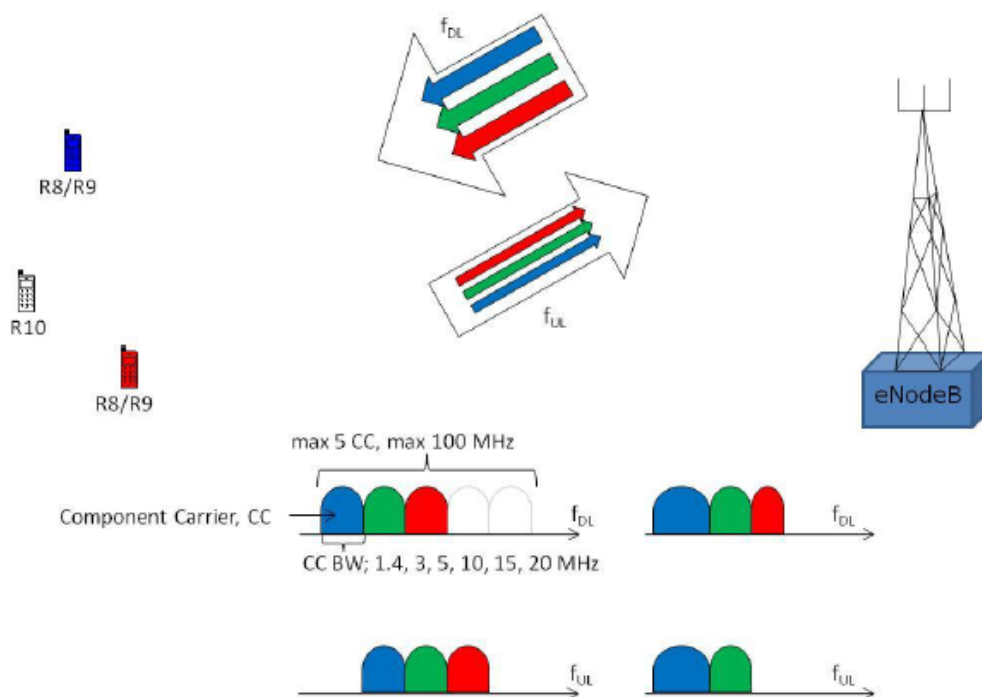 f_DL
R8/R9
R10
f_UL
R8/R9
eNodeB
max 5 CC, max 100 MHz
Component Carrier, CC
f_DL
f_DL
CC BW; 1.4, 3, 5, 10, 15, 20 MHz
f_UL
f_UL